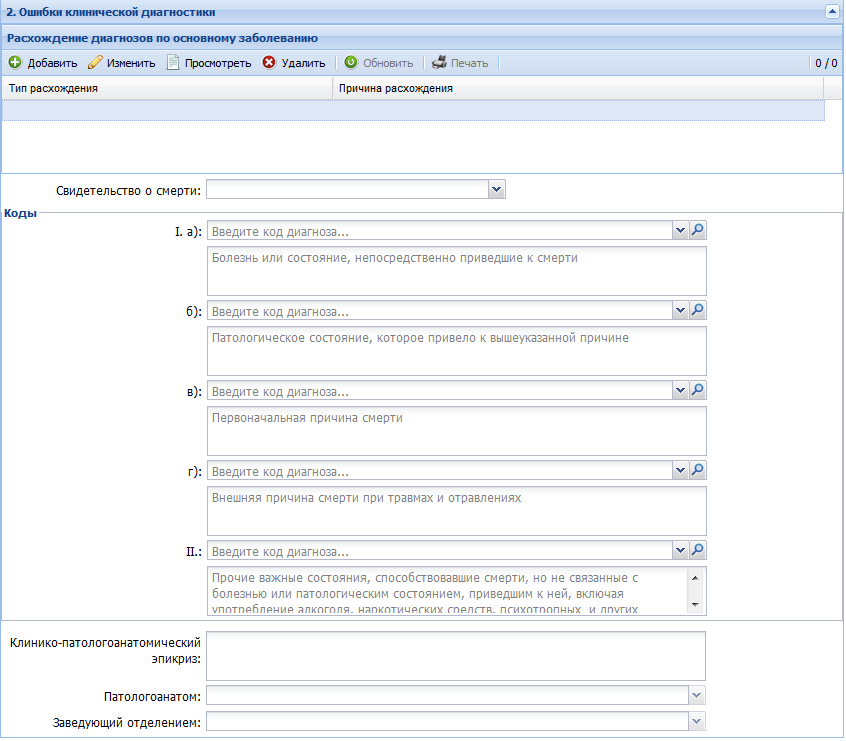 2. Ошибки клинической диагностики
Расхождение диагнозов по основному заболеванию
Добавить Изменить Просмотреть Удалить Обновить Печать 0 / 0
Тип расхождения Причина расхождения
Свидетельство о смерти:
Коды
I. а): Введите код диагноза...
Болезнь или состояние, непосредственно приведшие к смерти
б): Введите код диагноза...
Патологическое состояние, которое привело к вышеуказанной причине
в): Введите код диагноза...
Первоначальная причина смерти
г): Введите код диагноза...
Внешняя причина смерти при травмах и отравлениях
II.: Введите код диагноза...
Прочие важные состояния, способствовавшие смерти, но не связанные с
болезнью или патологическим состоянием, приведшим к ней, включая
употребление алкоголя, наркотических средств, психотропных и других
Клинико-патологоанатомический
эпикриз:
Патологоанатом:
Заведующий отделением: